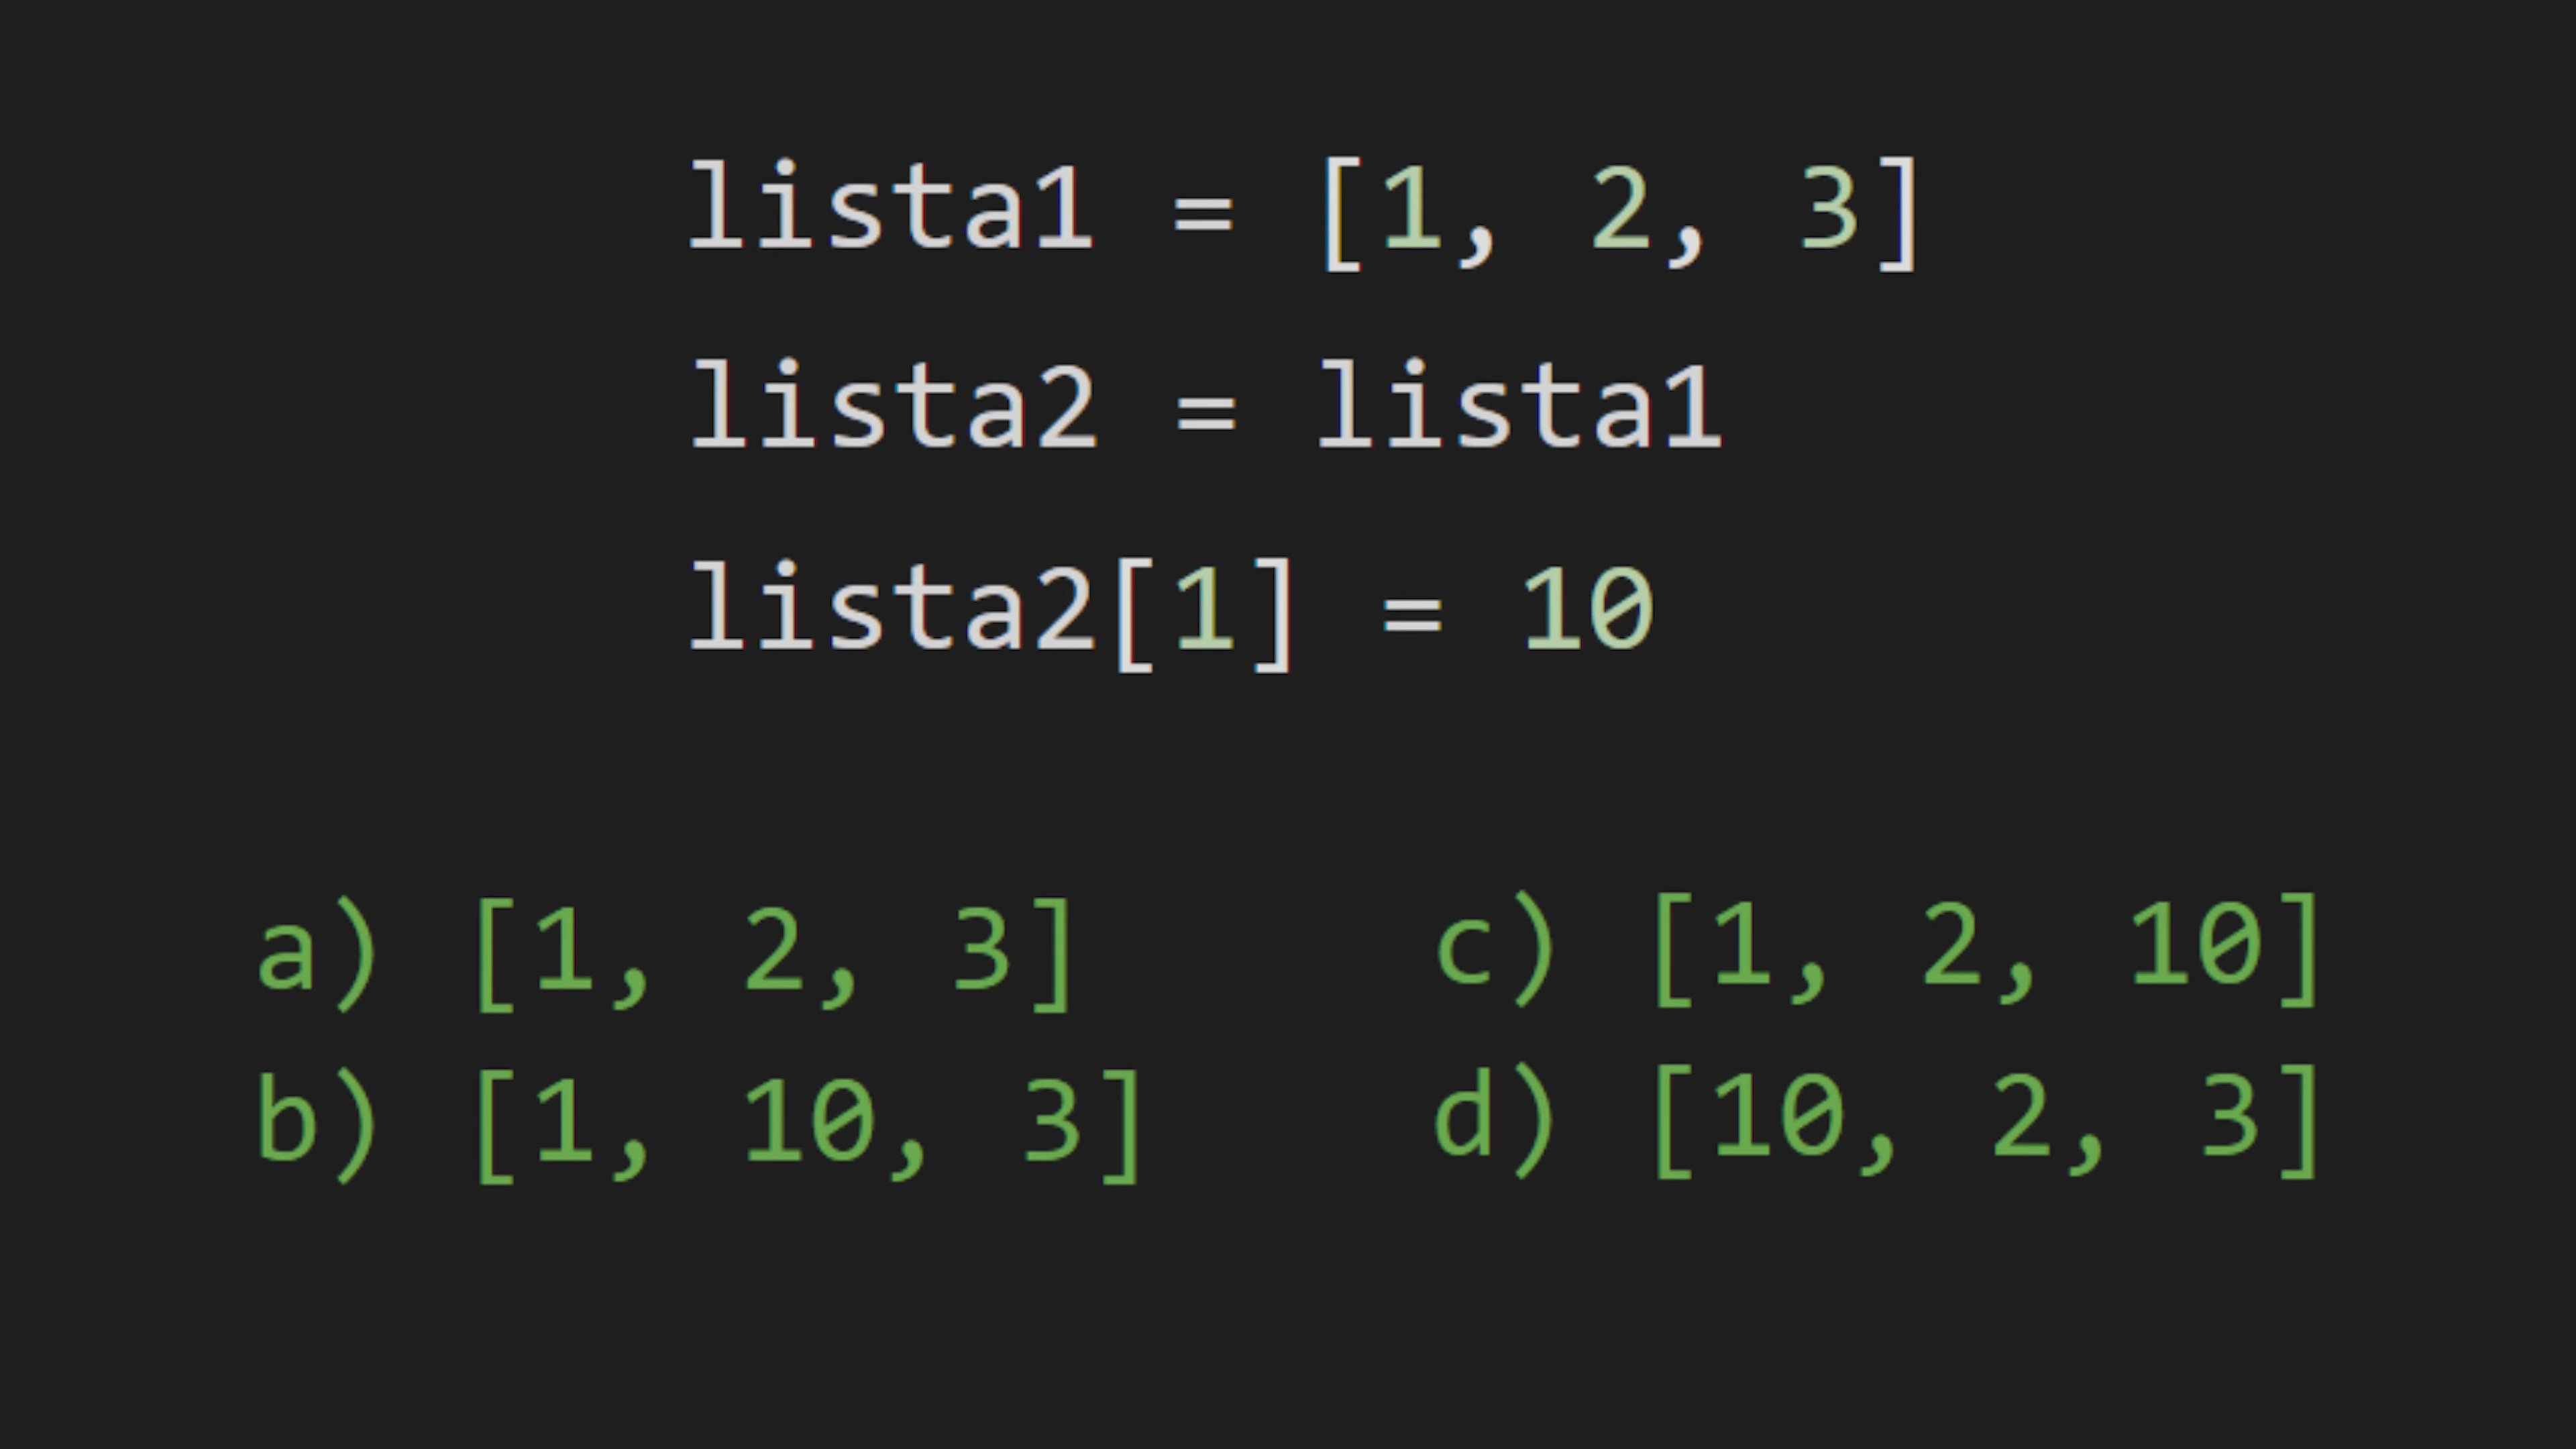 lista1 = [1, 2, 3]
lista2 = lista1
lista2[1] = 10
a) [1, 2, 3]
b) [1, 10, 3]
c) [1, 2, 10]
d) [10, 2, 3]